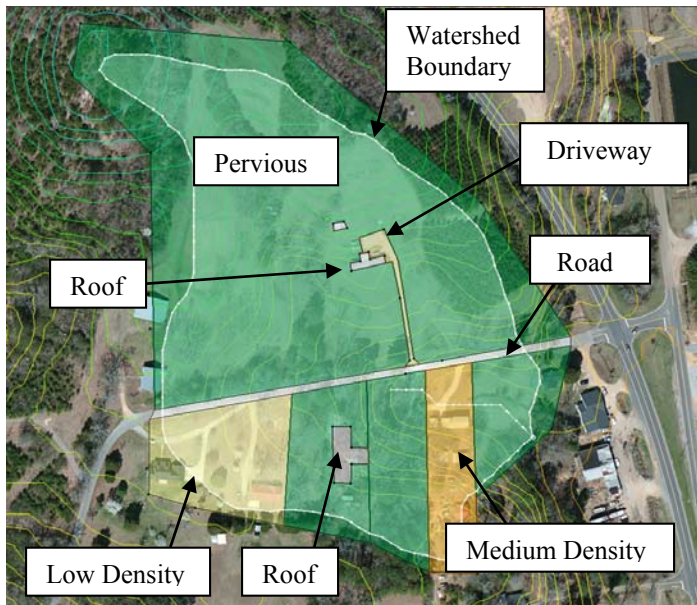 Watershed
Boundary
Pervious
Driveway
Roof
Road
Low Density
Roof
Medium Density